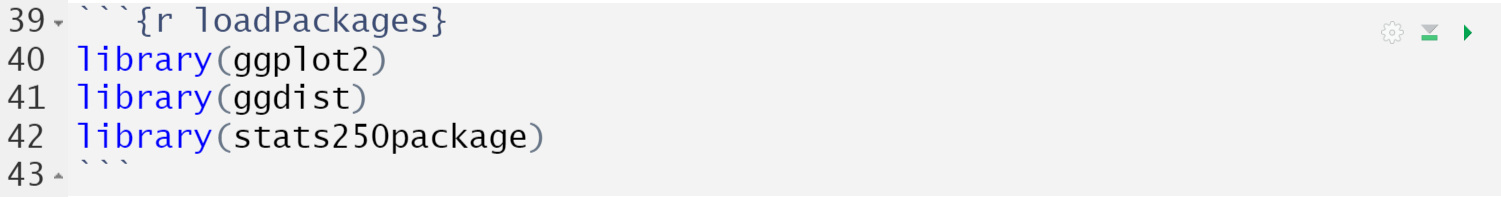 39 ```{r loadPackages}
40 library(ggplot2)
41 library(ggdist)
42 library(stats250package)
43 ```